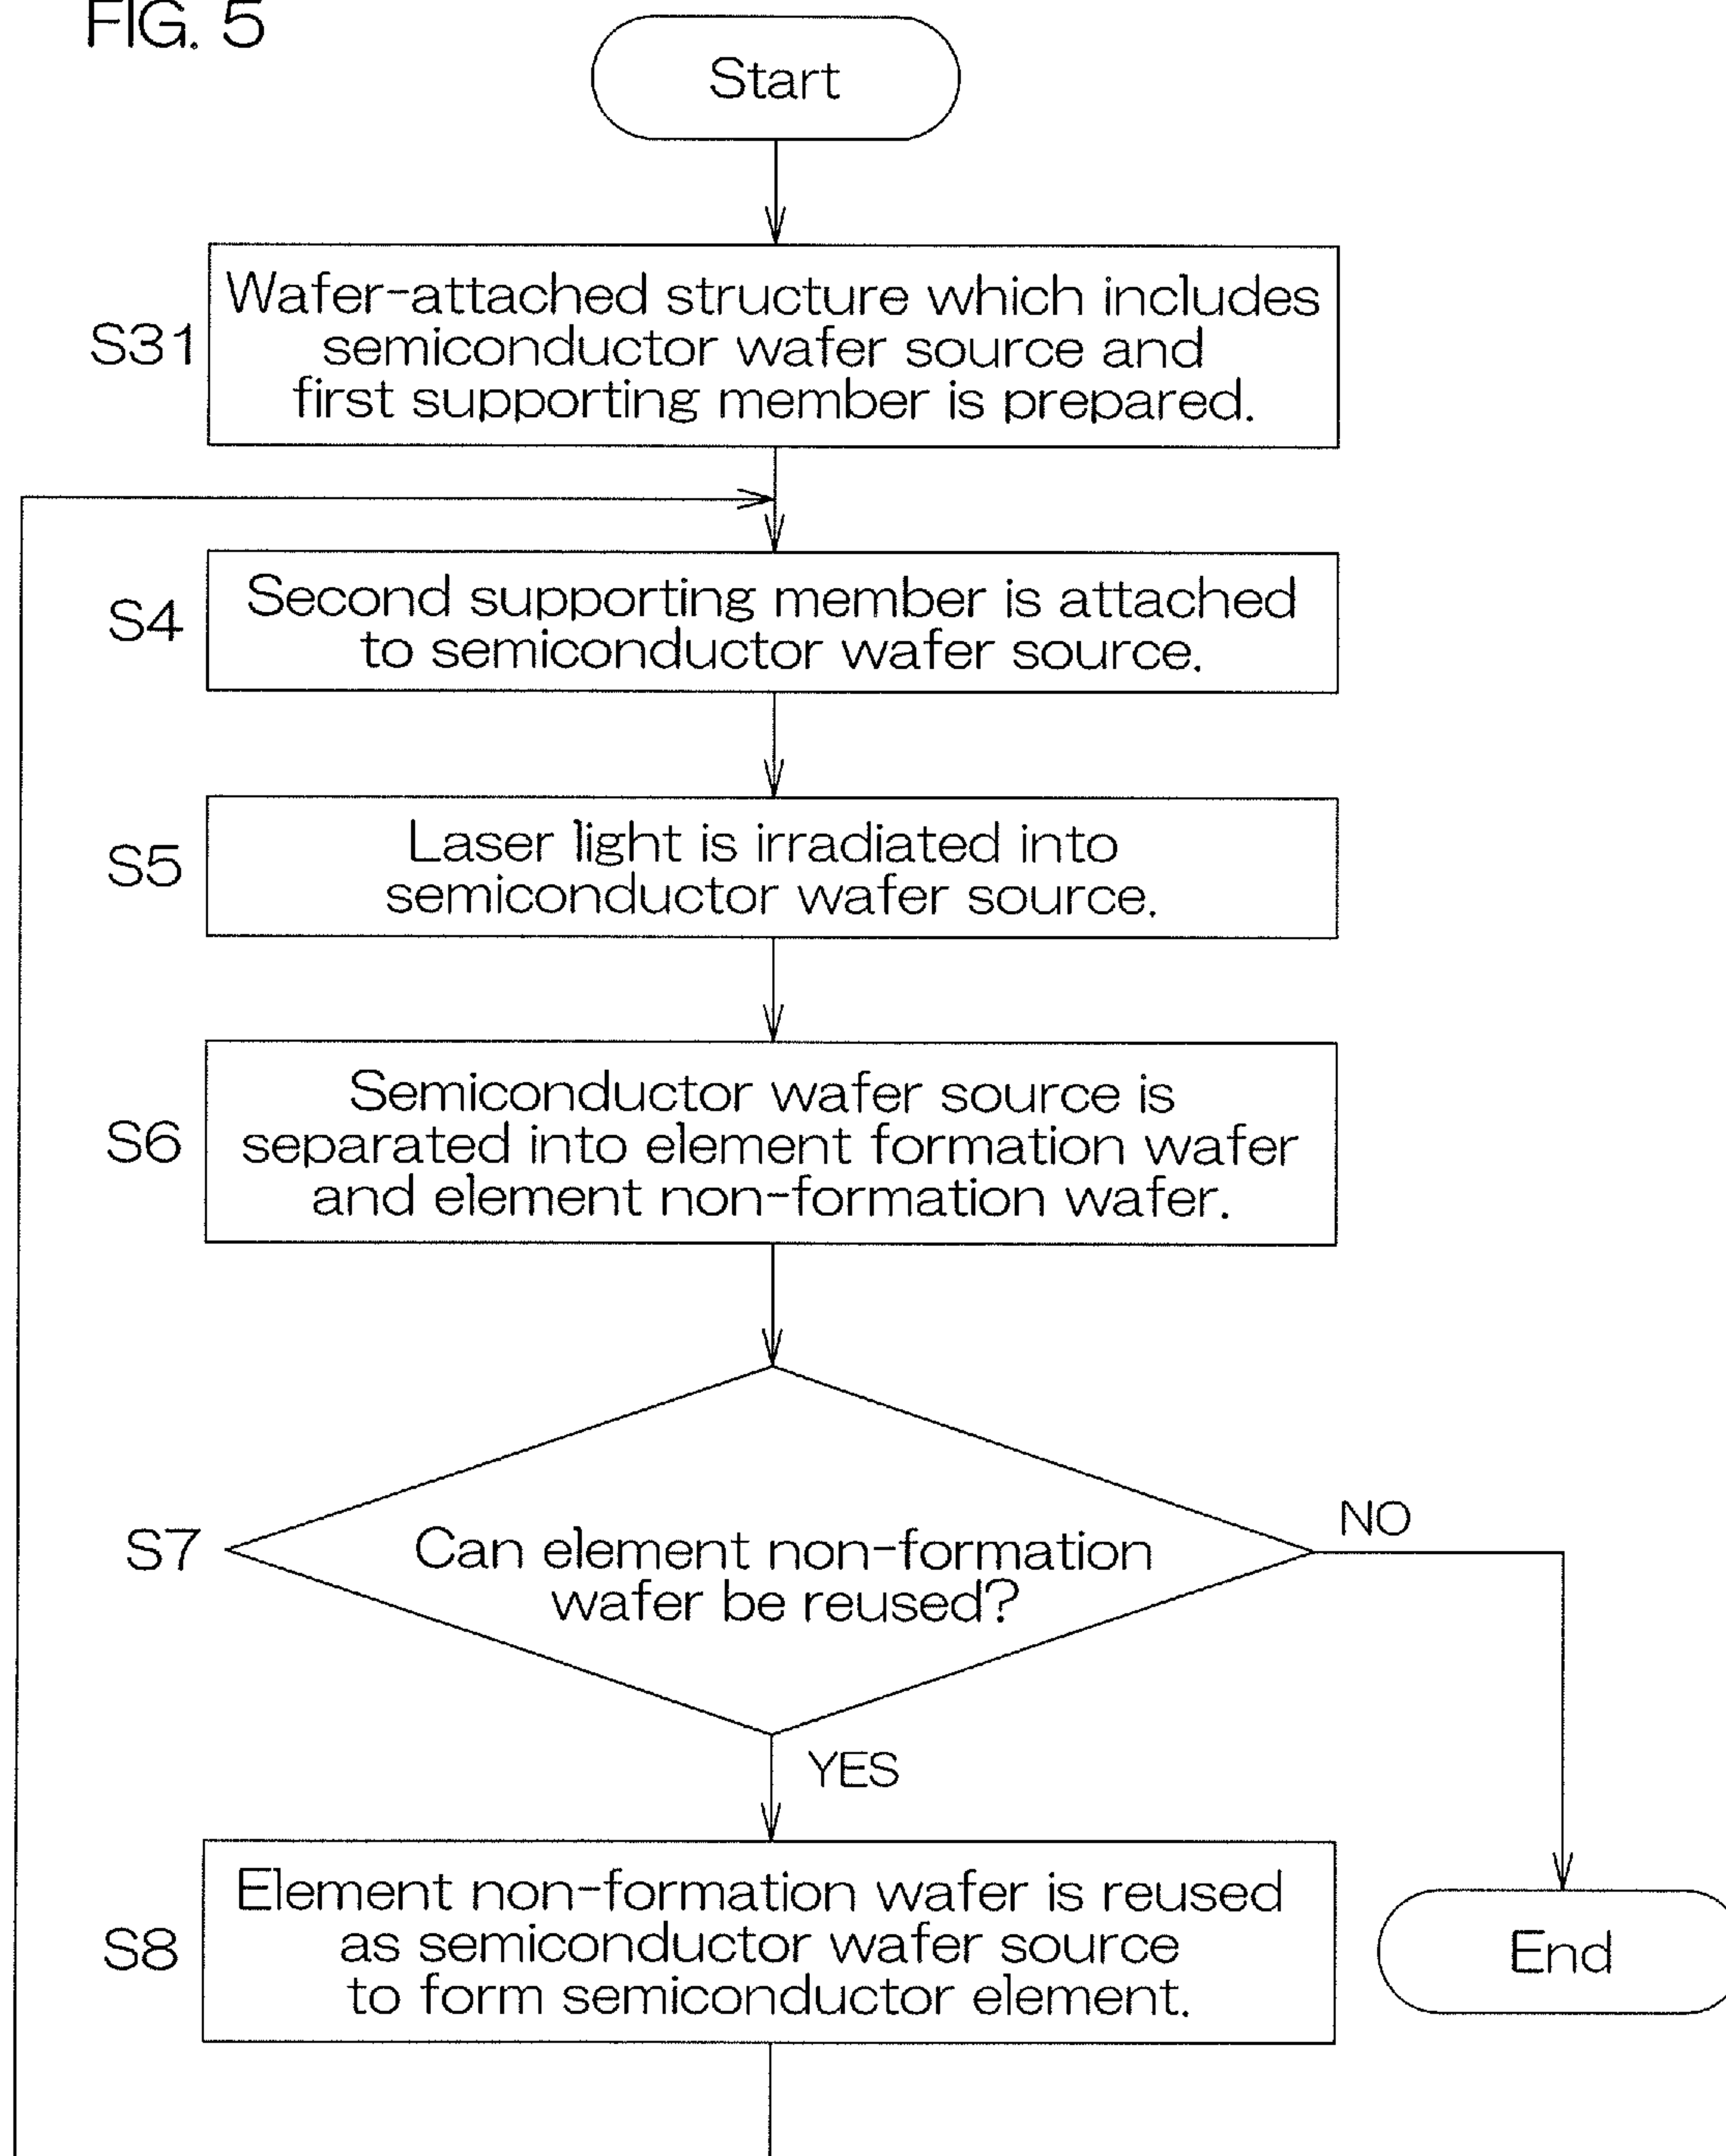 FIG. 5
Start
S31
Wafer-attached structure which includes
semiconductor wafer source and
first supporting member is prepared.
S4
Second supporting member is attached
to semiconductor wafer source.
S5
Laser light is irradiated into
semiconductor wafer source.
S6
Semiconductor wafer source is
separated into element formation wafer
and element non-formation wafer.
S7
Can element non-formation
wafer be reused?
NO
YES
S8
Element non-formation wafer is reused
as semiconductor wafer source
to form semiconductor element.
End